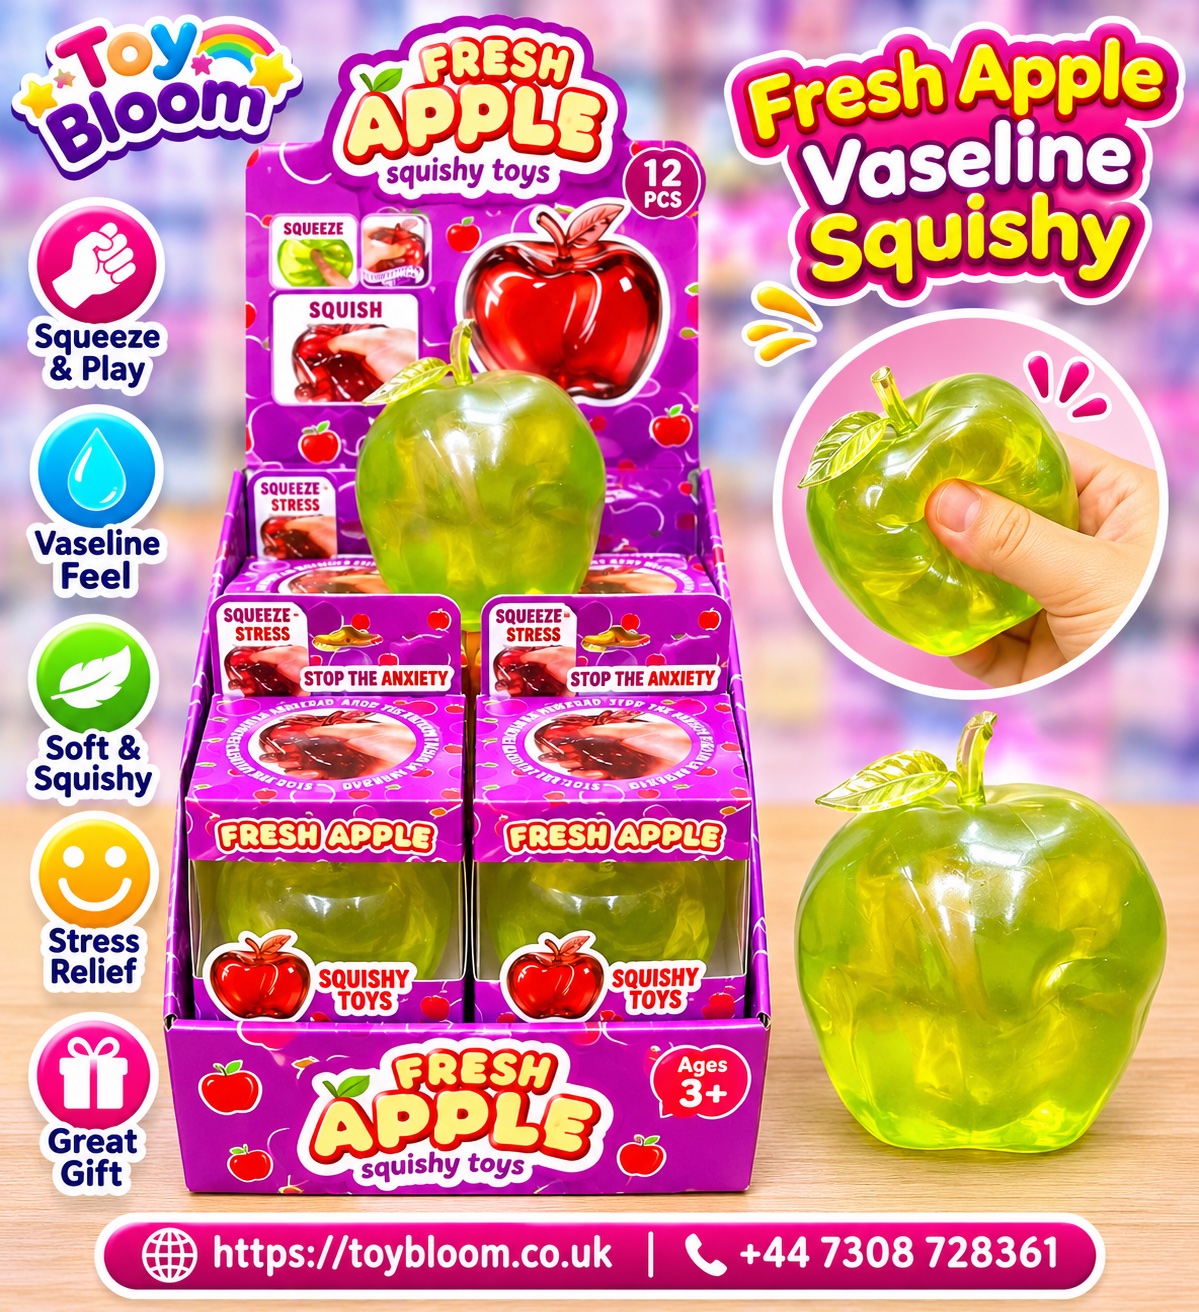 Toy
Bloom
FRESH
APPLE
squishy toys
12
PCS
Fresh Apple
Vaseline
Squishy
SQUEEZE
SQUISH
Squeeze
& Play
Vaseline
Feel
Soft &
Squishy
Stress
Relief
Great
Gift
SQUEEZE -
STRESS
SQUEEZE -
STRESS
STOP THE ANXIETY
SQUEEZE -
STRESS
STOP THE ANXIETY
FRESH APPLE
FRESH APPLE
SQUISHY
TOYS
SQUISHY
TOYS
FRESH
APPLE
squishy toys
Ages
3+
https://toybloom.co.uk | +44 7308 728361